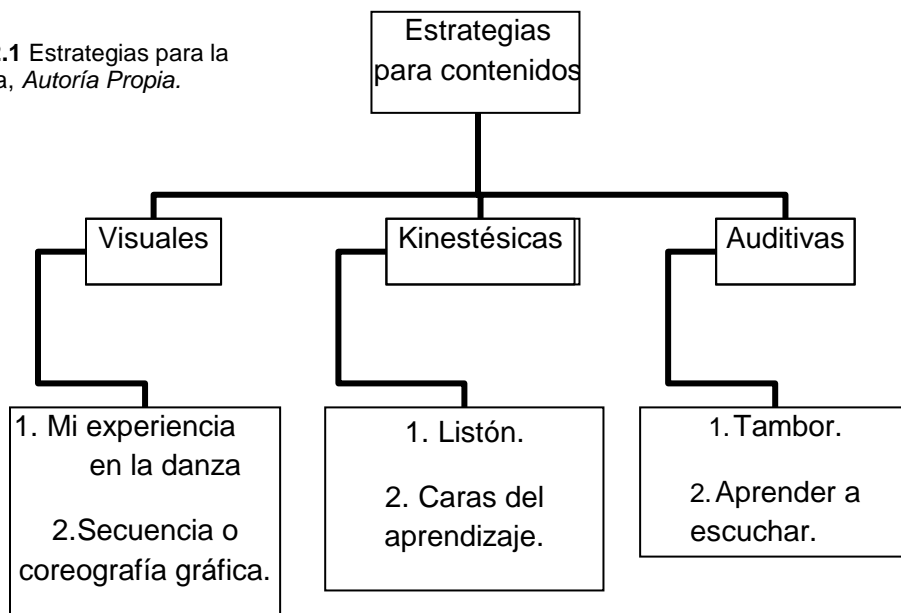 .1 Estrategias para la
a, Autoría Propia.
Estrategias
para contenidos
Visuales
Kinestésicas
Auditivas
1. Mi experiencia
en la danza
2.Secuencia o
coreografía gráfica.
1. Listón.
2. Caras del
aprendizaje.
1.Tambor.
2.Aprender a
escuchar.